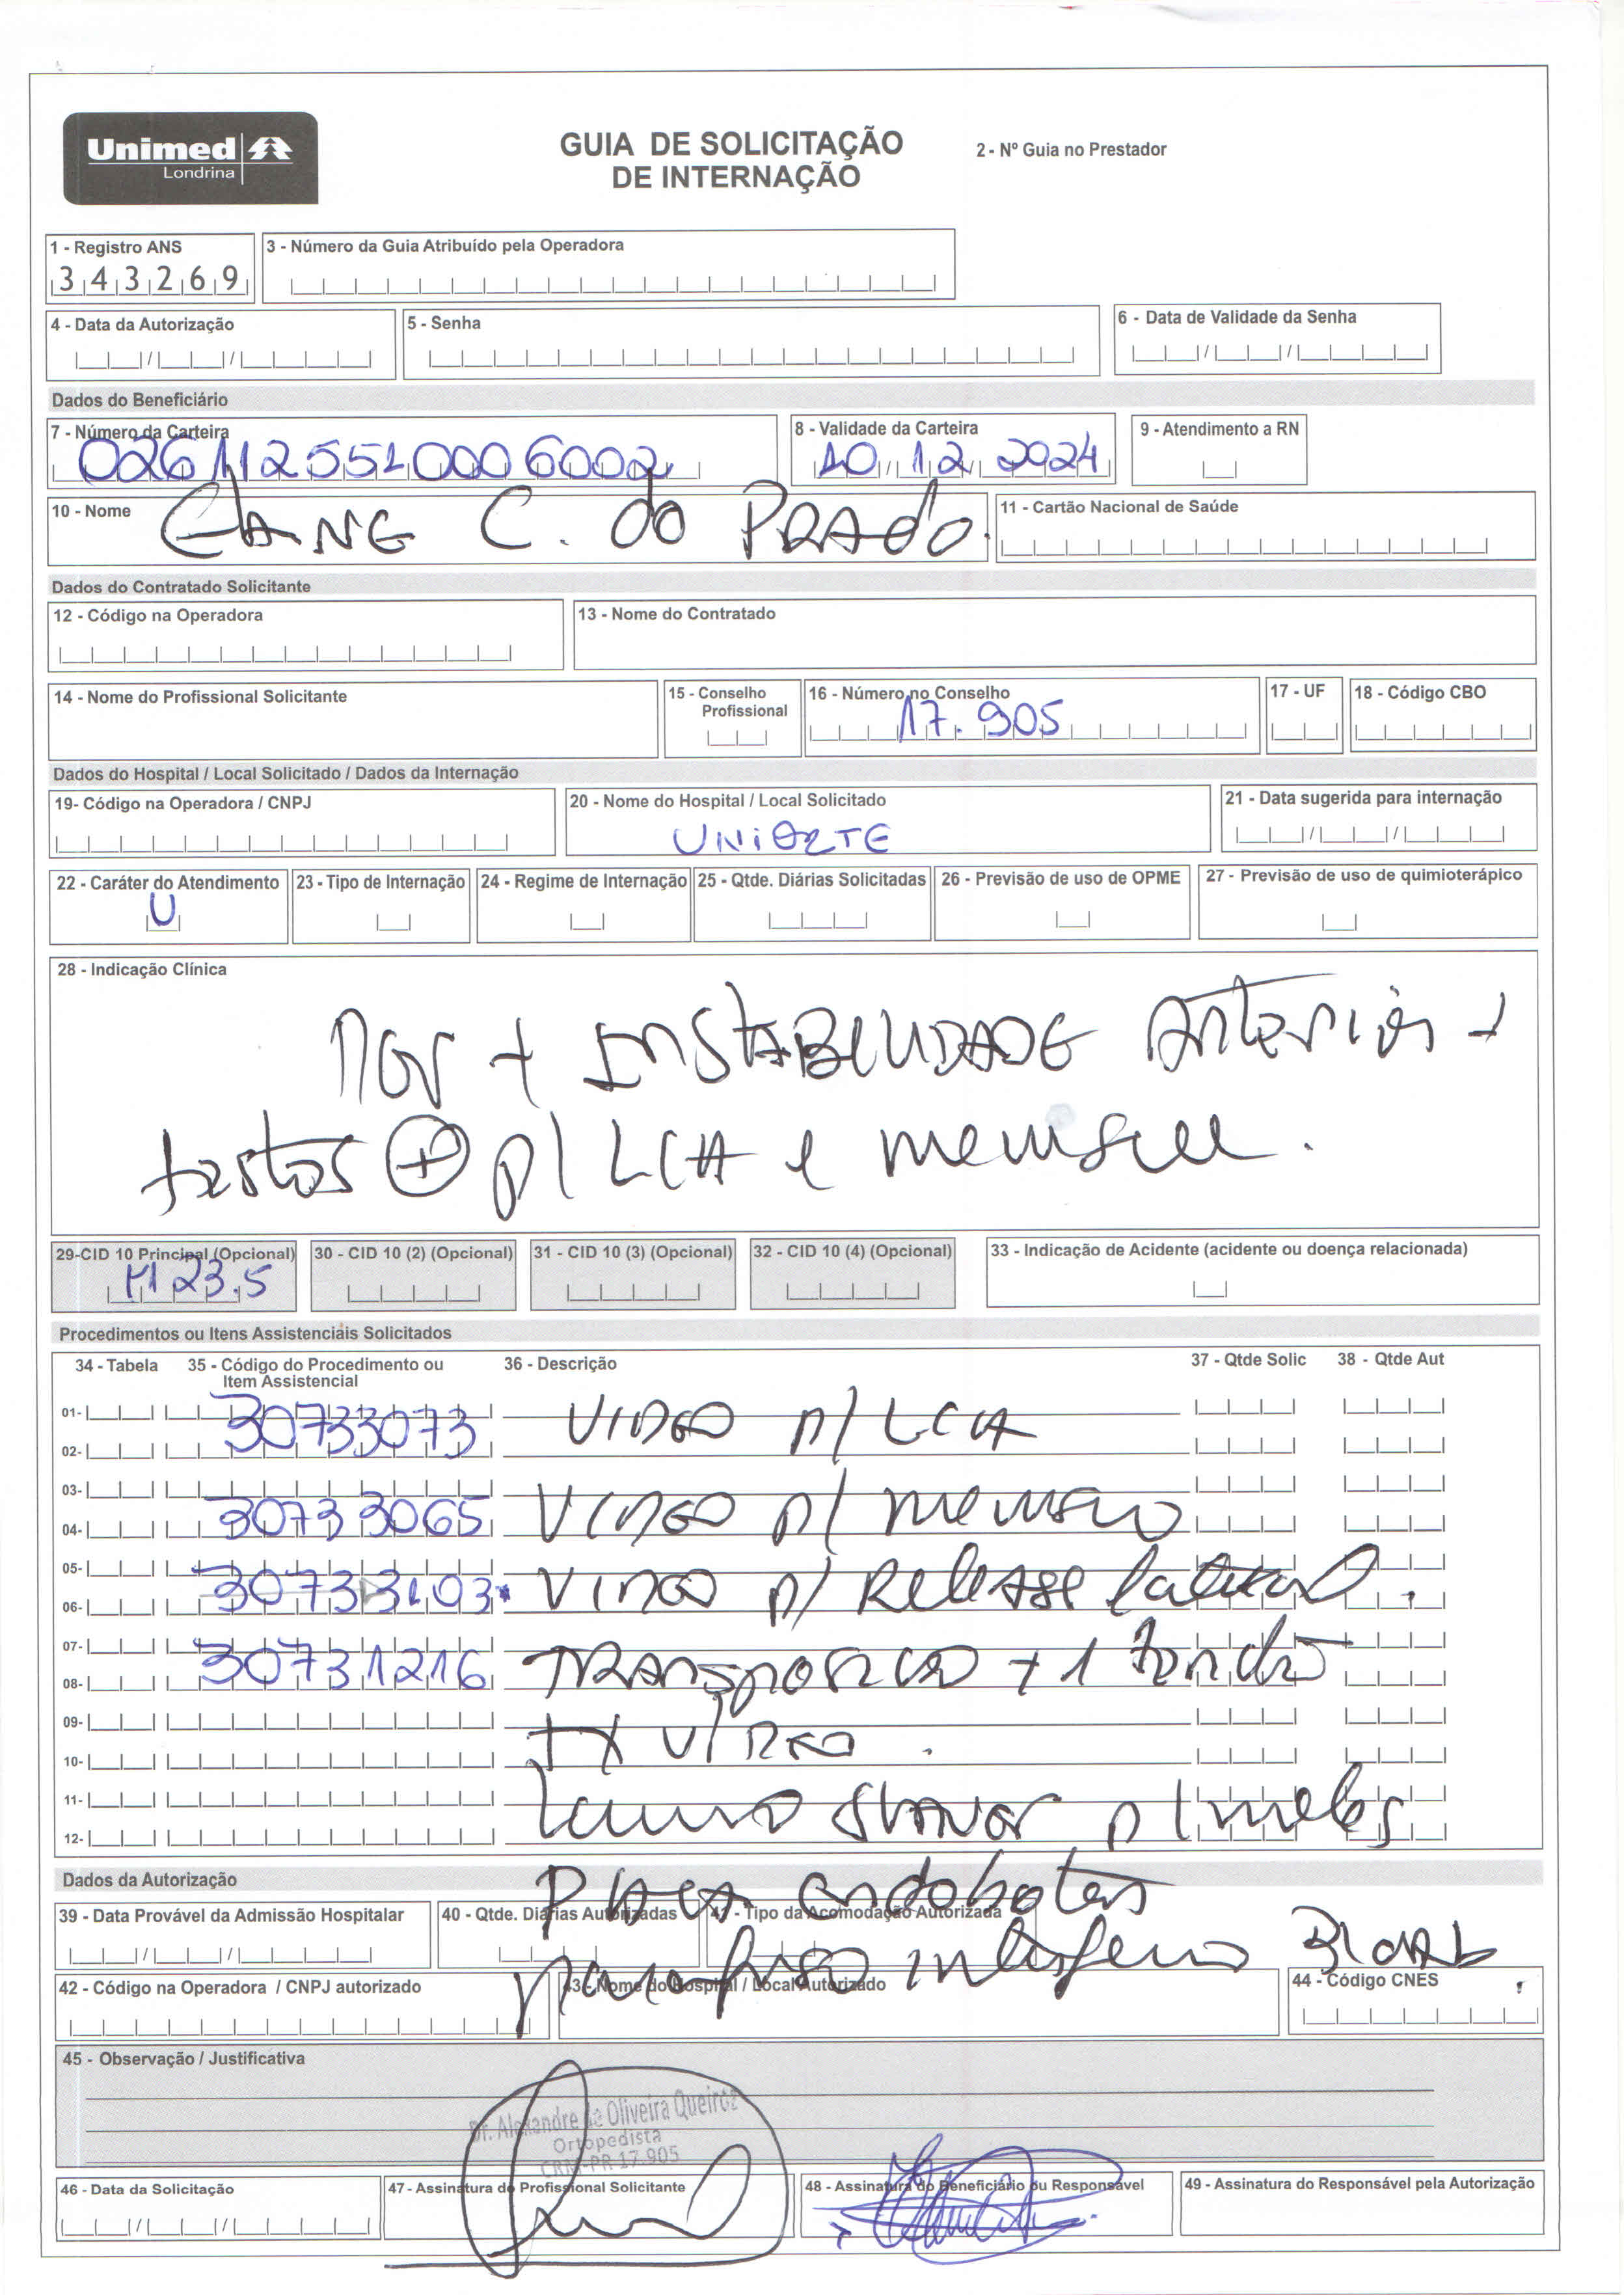 Unimed
Londrina
GUIA DE SOLICITAÇÃO
DE INTERNAÇÃO
2 - Nº Guia no Prestador
1 - Registro ANS
343269
3 - Número da Guia Atribuído pela Operadora
4 - Data da Autorização
5 - Senha
6 - Data de Validade da Senha
Dados do Beneficiário
7 - Número da Carteira
8 - Validade da Carteira
10 12 2024
9 - Atendimento a RN
10 - Nome
C. do PRAdo
11 - Cartão Nacional de Saúde
Dados do Contratado Solicitante
12 - Código na Operadora
13 - Nome do Contratado
14 - Nome do Profissional Solicitante
15 - Conselho
Profissional
16 - Número no Conselho
17.905
17 - UF
18 - Código CBO
Dados do Hospital / Local Solicitado / Dados da Internação
19- Código na Operadora / CNPJ
20 - Nome do Hospital / Local Solicitado
UNIORTE
21 - Data sugerida para internação
22 - Caráter do Atendimento
U
23 - Tipo de Internação
24 - Regime de Internação
25 - Qtde. Diárias Solicitadas
26 - Previsão de uso de OPME
27 - Previsão de uso de quimioterápico
28 - Indicação Clínica
+ INSTABILIDADE Anterior +
testos + p/ LCA e
29-CID 10 Principal (Opcional)
M23.5
30 - CID 10 (2) (Opcional)
31 - CID 10 (3) (Opcional)
32 - CID 10 (4) (Opcional)
33 - Indicação de Acidente (acidente ou doença relacionada)
Procedimentos ou Itens Assistenciais Solicitados
34 - Tabela
35 - Código do Procedimento ou
Item Assistencial
36 - Descrição
37 - Qtde Solic
38 - Qtde Aut
01-
02-
30733073 VIDEO p/ LCA
03-
04-
30733065 VIDEO p/ menisco
05-
06-
30733103 VIDEO p/ Release lateral.
07-
08-
30731216 TRANSPOSICAO + 1 tendão
09-
10-
TX VIDEO.
11-
12-
SHAVOR p/
Dados da Autorização
Placa endoboton
39 - Data Provável da Admissão Hospitalar
40 - Qtde. Diárias Autorizadas
41 - Tipo da Acomodação Autorizada
parafuso
42 - Código na Operadora / CNPJ autorizado
43 - Nome do Hospital / Local Autorizado
44 - Código CNES
45 - Observação / Justificativa
Dr. Alexandre de Oliveira Queiroz
Ortopedista
CRM-PR 17.905
46 - Data da Solicitação
47 - Assinatura do Profissional Solicitante
48 - Assinatura do Beneficiário ou Responsável
49 - Assinatura do Responsável pela Autorização